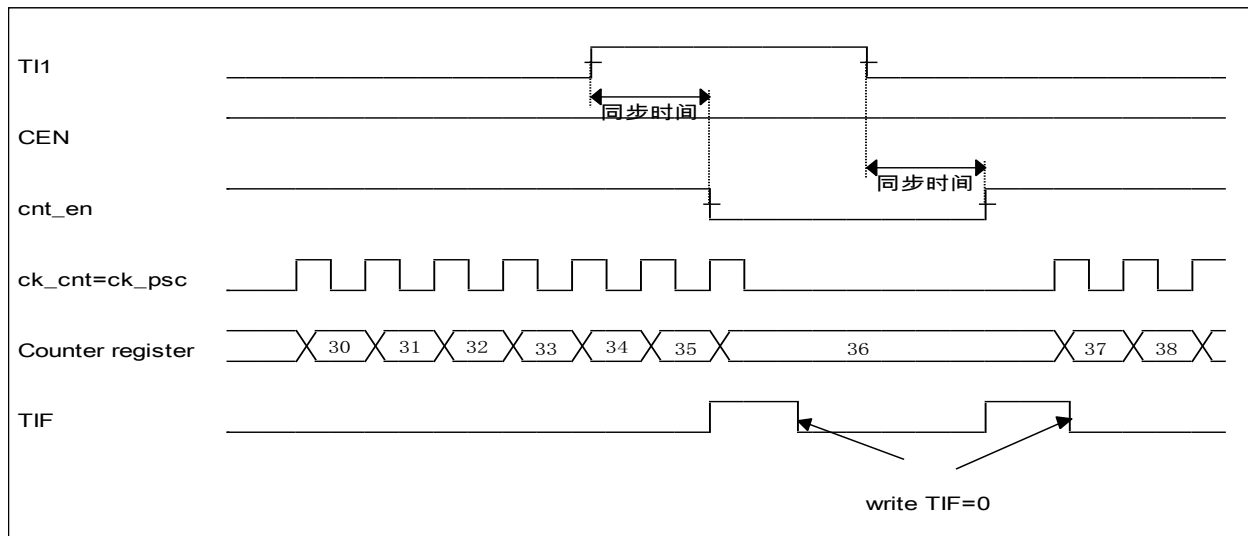 TI1
同步时间
CEN
同步时间
cnt_en
ck_cnt=ck_psc
Counter register
30 31 32 33 34 35 36 37 38
TIF
write TIF=0